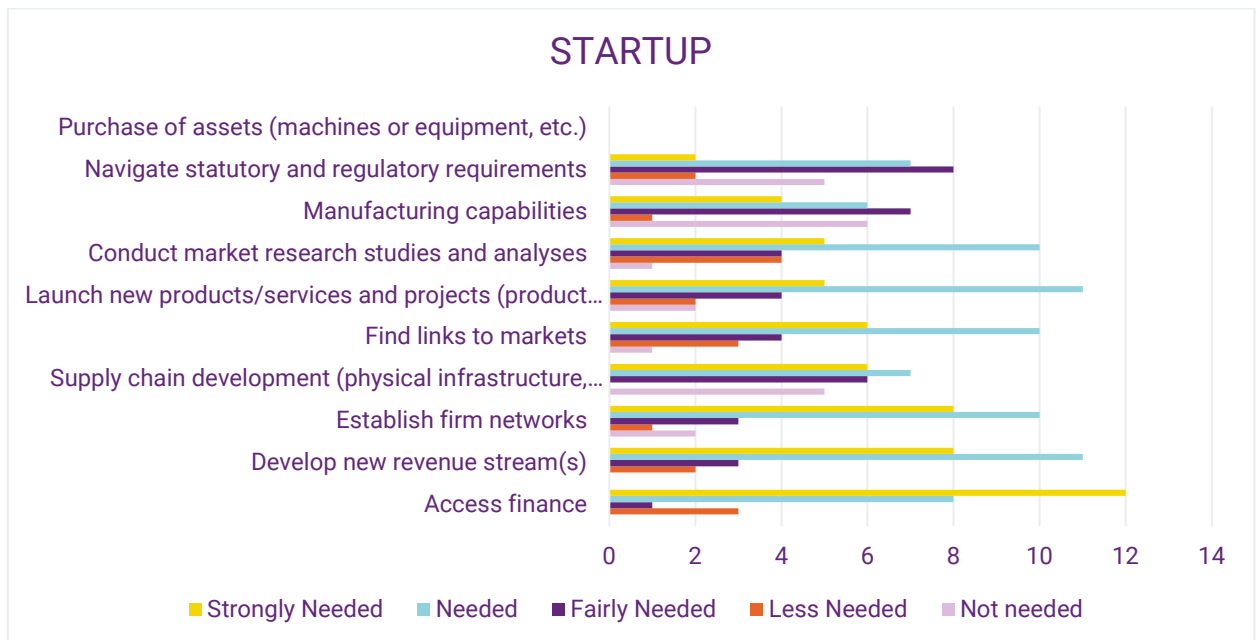 STARTUP
Purchase of assets (machines or equipment, etc.)
Navigate statutory and regulatory requirements
Manufacturing capabilities
Conduct market research studies and analyses
Launch new products/services and projects (product...
Find links to markets
Supply chain development (physical infrastructure,...
Establish firm networks
Develop new revenue stream(s)
Access finance
0 2 4 6 8 10 12 14
Strongly Needed Needed Fairly Needed Less Needed Not needed